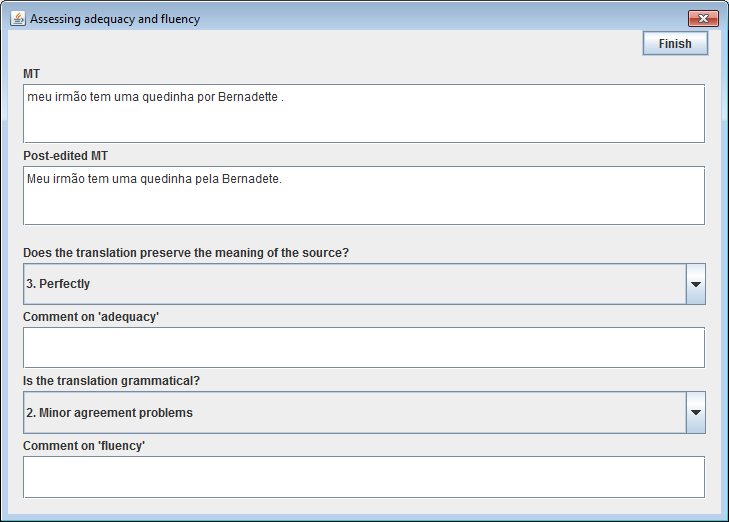 Assessing adequacy and fluency
Finish
MT
meu irmão tem uma quedinha por Bernadette .
Post-edited MT
Meu irmão tem uma quedinha pela Bernadete.
Does the translation preserve the meaning of the source?
3. Perfectly
Comment on 'adequacy'
Is the translation grammatical?
2. Minor agreement problems
Comment on 'fluency'